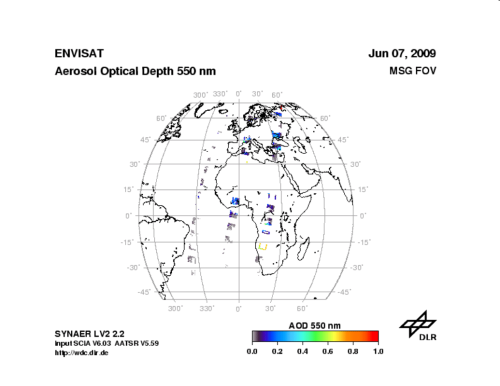 ENVISAT
Jun 07, 2009
Aerosol Optical Depth 550 nm
MSG FOV
300° 330° 0° 30° 60°
60° 60°
45° 45°
30° 30°
15° 15°
0° 0°
-15° -15°
-30° -30°
-45° -45°
300° 330° 0° 30° 60°
SYNAER LV2 2.2
Input SCIA V6.03 AATSR V5.59
http://wdc.dlr.de
AOD 550 nm
0.0 0.2 0.4 0.6 0.8 1.0
DLR